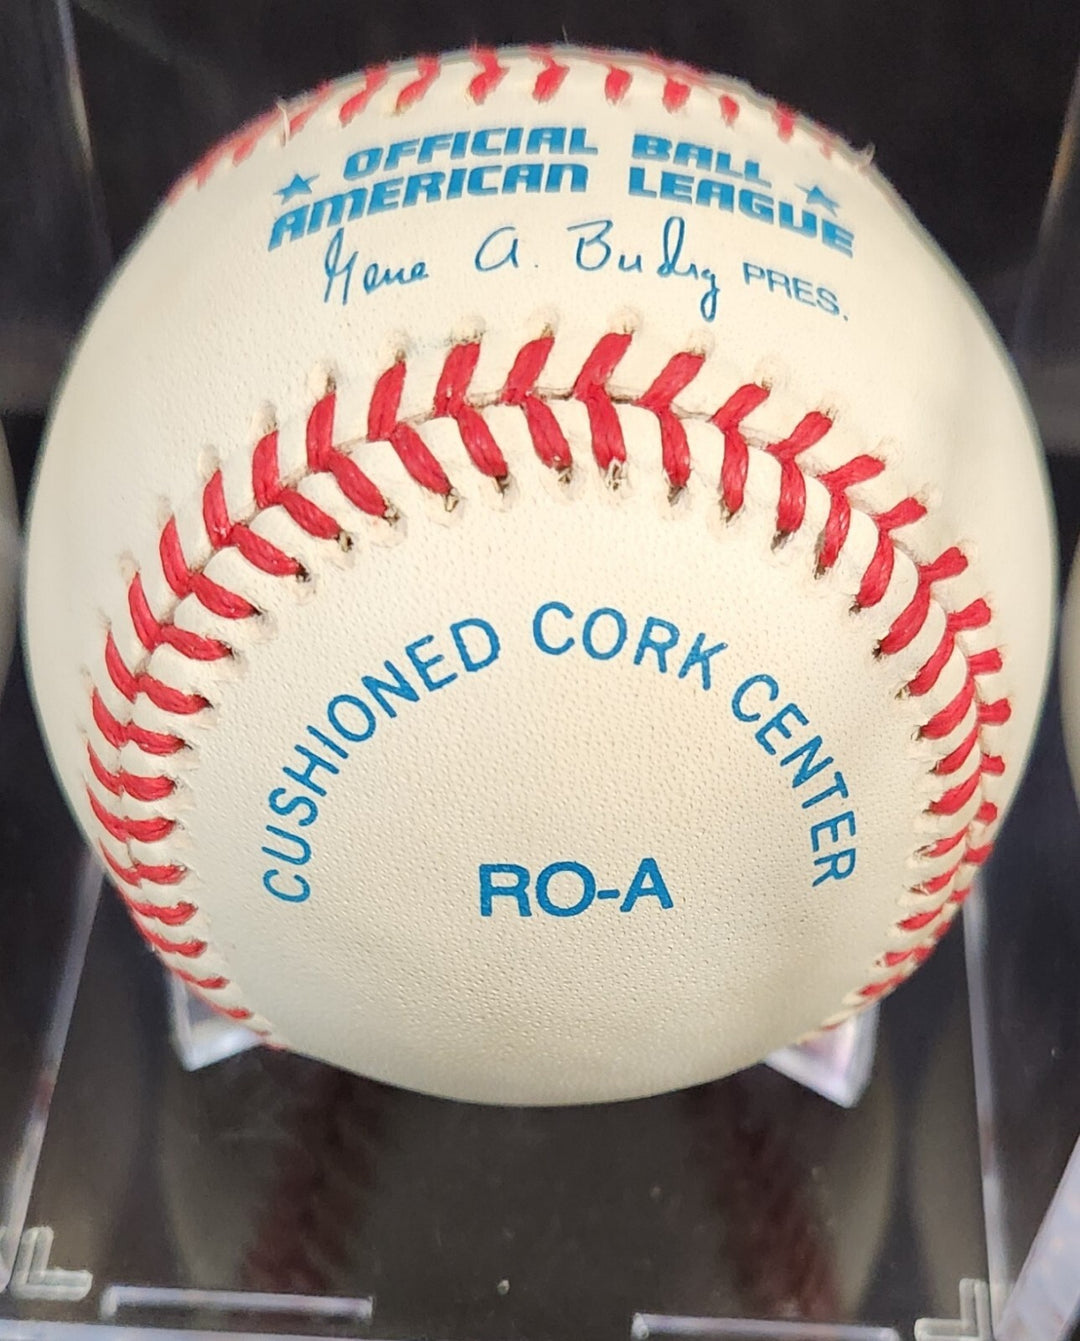 OFFICIAL BALL
AMERICAN LEAGUE
Gene A. Budig PRES.
CUSHIONED CORK CENTER
RO-A